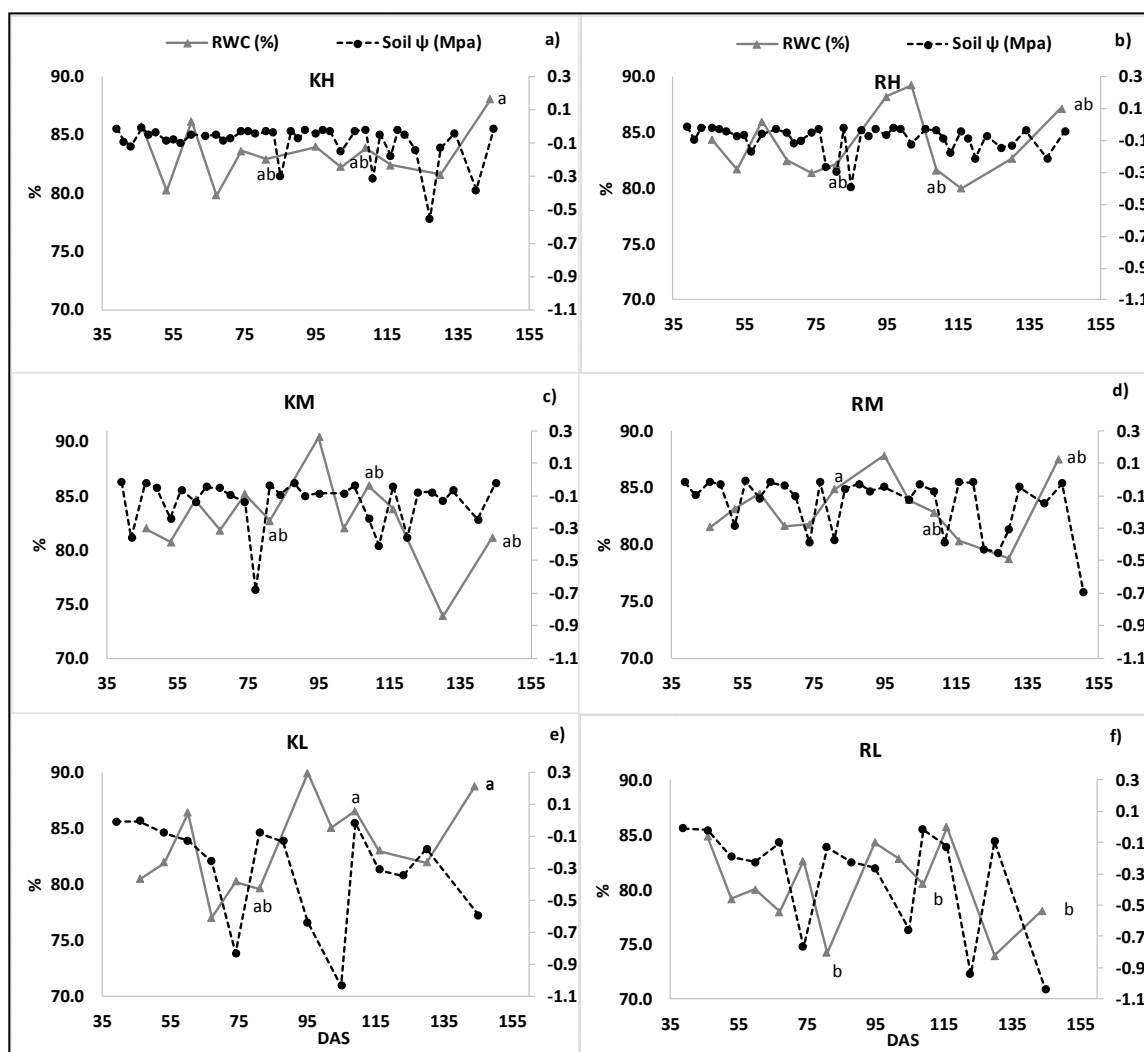 RWC (%) Soil ψ (Mpa) a)
KH
90.0 0.3
85.0 0.1
80.0 -0.1
75.0 -0.3
70.0 -0.5
-0.7
-0.9
-1.1
%
a
ab
ab
35 55 75 95 115 135 155
RWC (%) Soil ψ (Mpa) b)
RH
90.0 0.3
85.0 0.1
80.0 -0.1
75.0 -0.3
70.0 -0.5
-0.7
-0.9
-1.1
%
ab
ab
ab
35 55 75 95 115 135 155
c)
KM
90.0 0.3
85.0 0.1
80.0 -0.1
75.0 -0.3
70.0 -0.5
-0.7
-0.9
-1.1
%
ab
ab
ab
35 55 75 95 115 135 155
d)
RM
90.0 0.3
85.0 0.1
80.0 -0.1
75.0 -0.3
70.0 -0.5
-0.7
-0.9
-1.1
%
a
ab
ab
35 55 75 95 115 135 155
e)
KL
90.0 0.3
85.0 0.1
80.0 -0.1
75.0 -0.3
70.0 -0.5
-0.7
-0.9
-1.1
%
a
a
ab
35 55 75 95 115 135 155
DAS
f)
RL
90.0 0.3
85.0 0.1
80.0 -0.1
75.0 -0.3
70.0 -0.5
-0.7
-0.9
-1.1
%
b
b
b
35 55 75 95 115 135 155
DAS